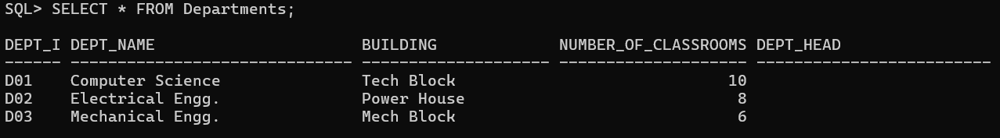 SQL> SELECT * FROM Departments;

DEPT_I DEPT_NAME                      BUILDING             NUMBER_OF_CLASSROOMS DEPT_HEAD
------ ------------------------------ -------------------- -------------------- -------------------------
D01    Computer Science               Tech Block                             10
D02    Electrical Engg.               Power House                             8
D03    Mechanical Engg.               Mech Block                              6